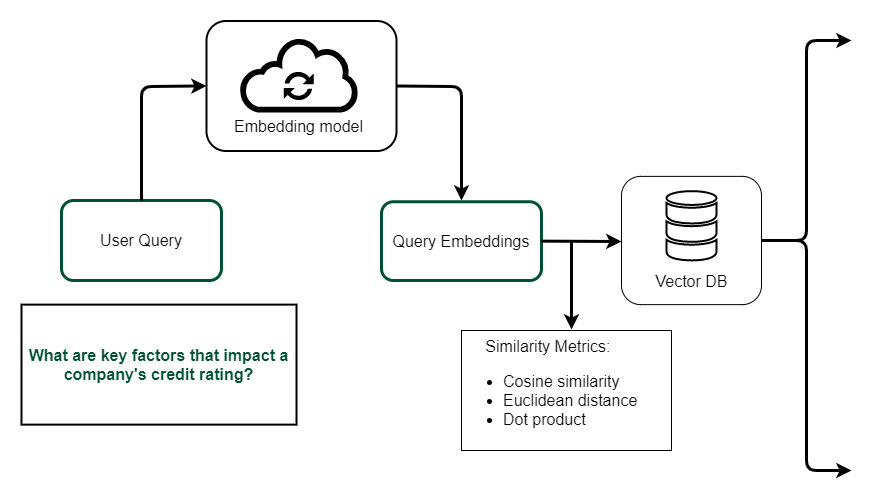 Embedding model
User Query
Query Embeddings
Vector DB
What are key factors that impact a
company's credit rating?
Similarity Metrics:
• Cosine similarity
• Euclidean distance
• Dot product